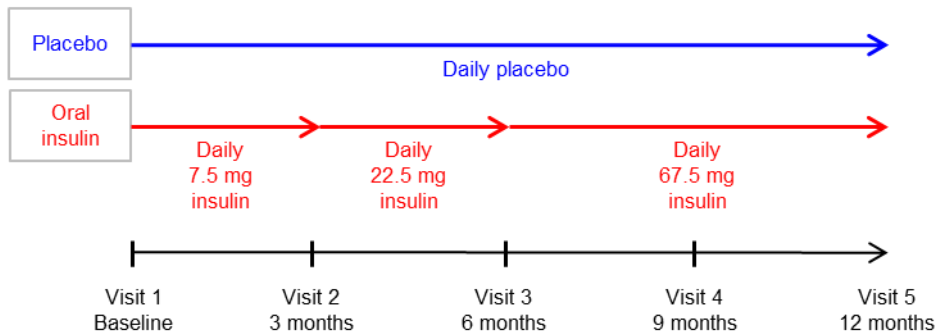 Placebo
Daily placebo
Oral
insulin
Daily
7.5 mg
insulin
Daily
22.5 mg
insulin
Daily
67.5 mg
insulin
Visit 1
Baseline
Visit 2
3 months
Visit 3
6 months
Visit 4
9 months
Visit 5
12 months